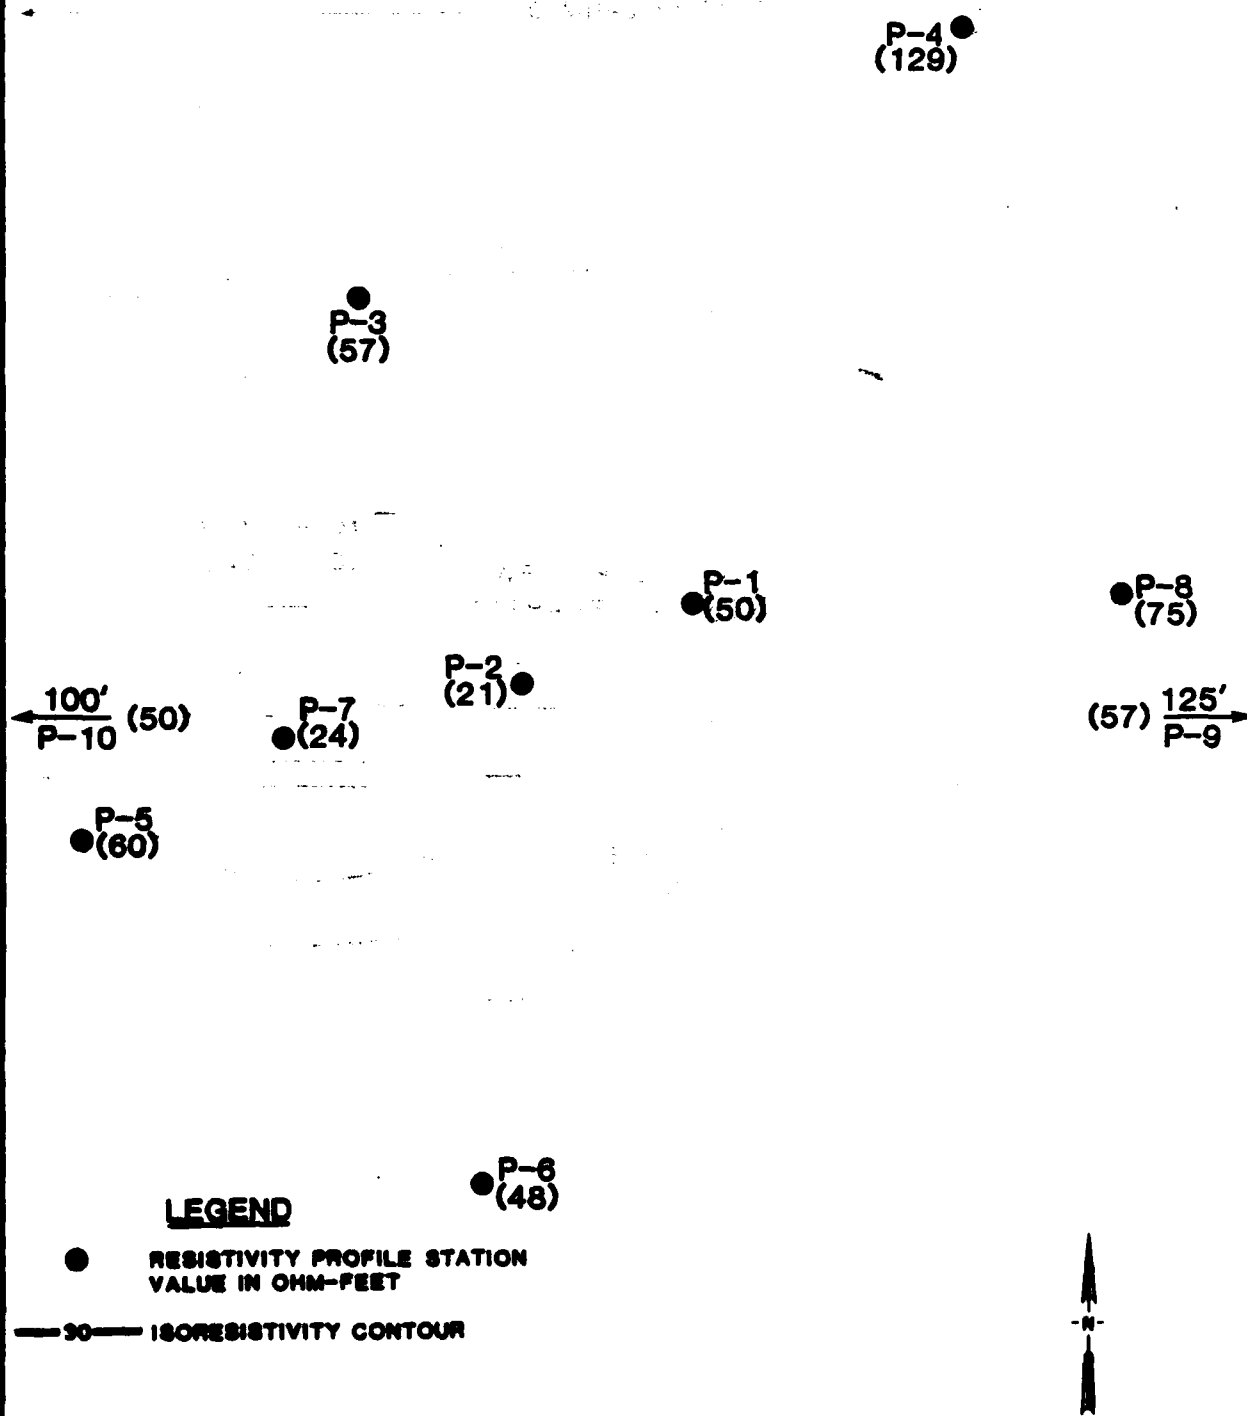 P-4
(129)
P-3
(57)
P-1
(50)
P-8
(75)
P-2
(21)
100'
P-10
(50)
P-7
(24)
(57)
125'
P-9
P-5
(60)
P-6
(48)
LEGEND
RESISTIVITY PROFILE STATION
VALUE IN OHM-FEET
30 ISORESISTIVITY CONTOUR
-N-